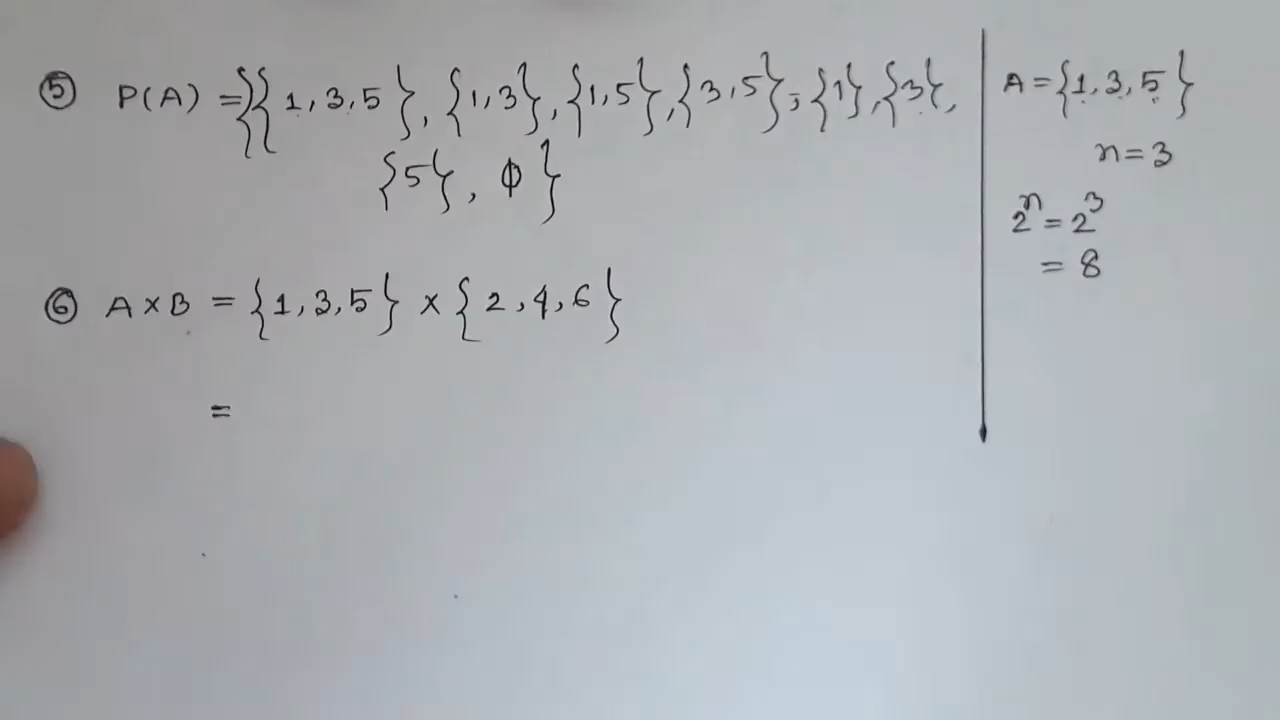 ⑤ P(A) = {{1, 3, 5}, {1, 3}, {1, 5}, {3, 5}, {1}, {3},
{5}, ϕ}
⑥ A × B = {1, 3, 5} × {2, 4, 6}
=
A = {1, 3, 5}
n = 3
2ⁿ = 2³
= 8